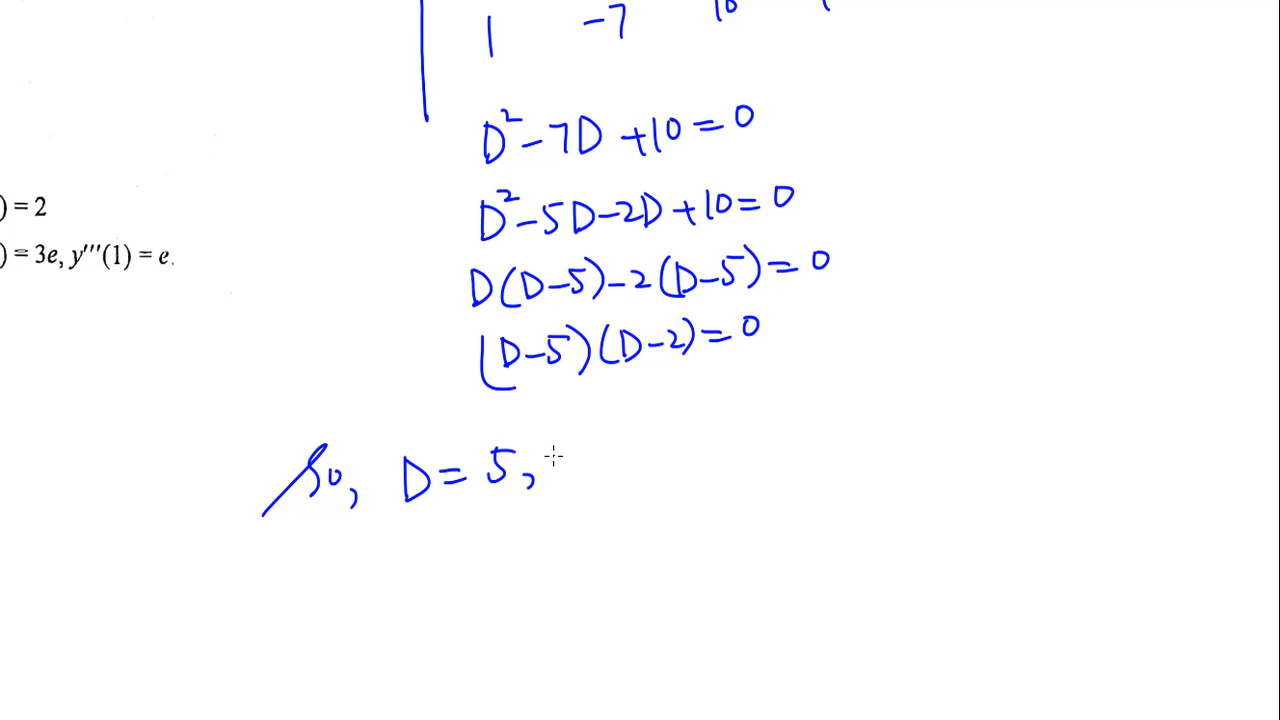 1 -7 10
D²-7D+10=0
) = 2
D²-5D-2D+10=0
) = 3e, y'''(1) = e.
D(D-5)-2(D-5)=0
(D-5)(D-2)=0
So, D=5,